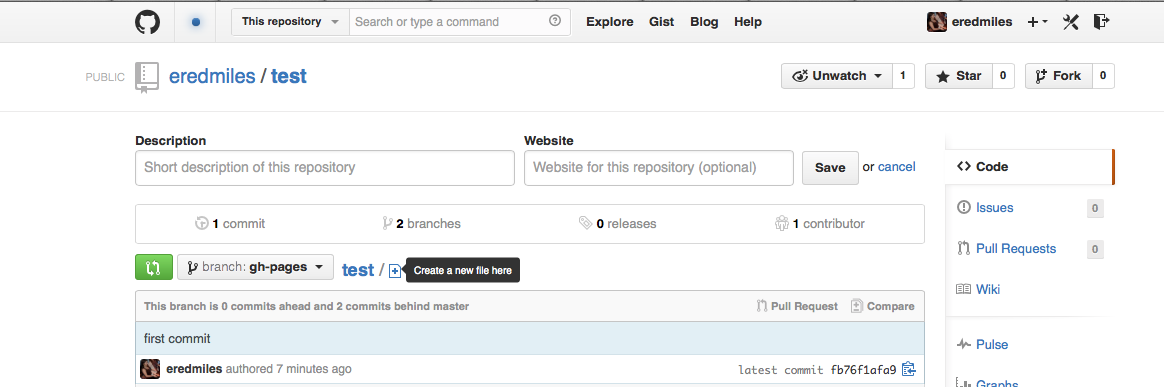 This repository Search or type a command Explore Gist Blog Help eredmiles
PUBLIC eredmiles / test Unwatch 1 Star 0 Fork 0
Description Website
Short description of this repository Website for this repository (optional) Save or cancel
Code
1 commit 2 branches 0 releases 1 contributor
Issues 0
Pull Requests 0
branch: gh-pages test / Create a new file here
Wiki
This branch is 0 commits ahead and 2 commits behind master Pull Request Compare
first commit
Pulse
eredmiles authored 7 minutes ago latest commit fb76f1afa9
Graphs